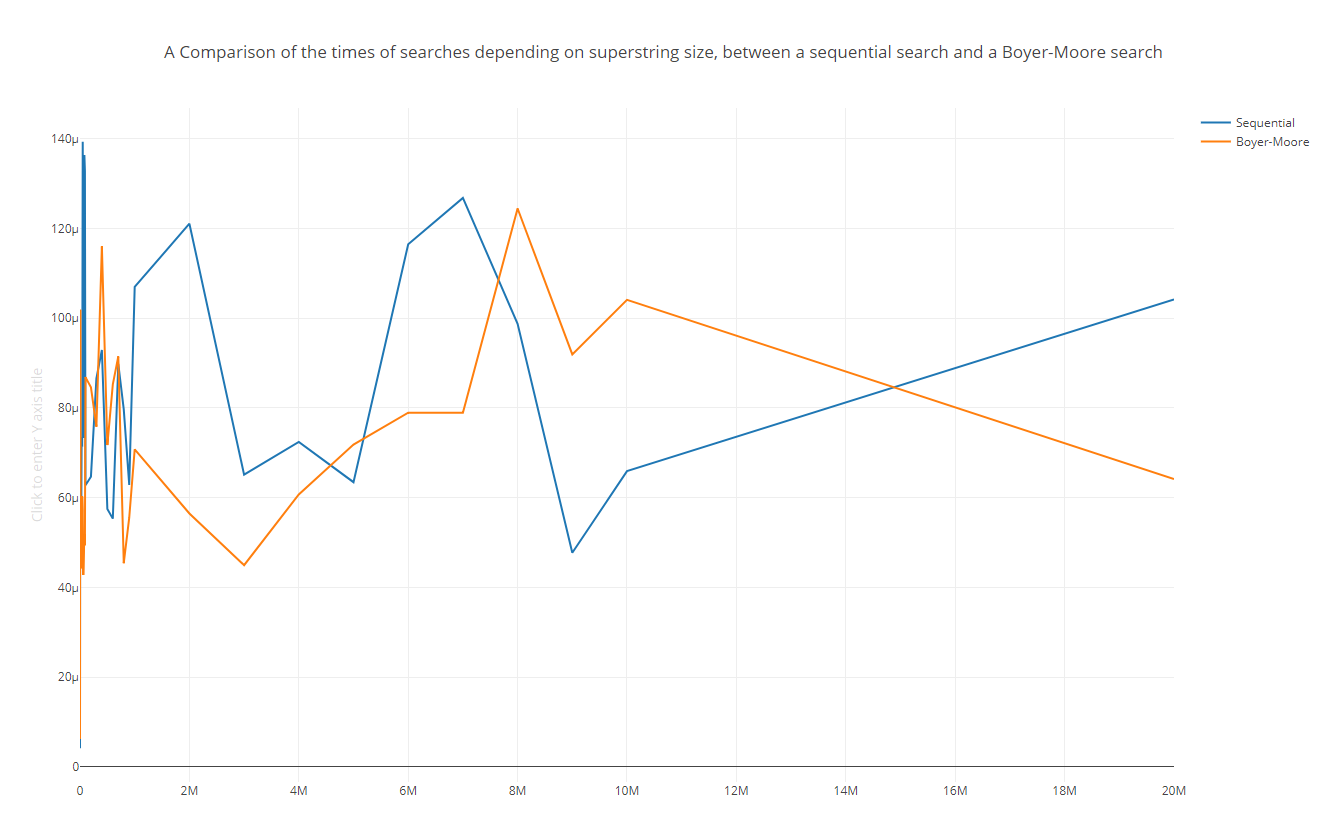 A Comparison of the times of searches depending on superstring size, between a sequential search and a Boyer-Moore search
Sequential
Boyer-Moore
140µ
120µ
100µ
80µ
60µ
40µ
20µ
0
Click to enter Y axis title
0 2M 4M 6M 8M 10M 12M 14M 16M 18M 20M